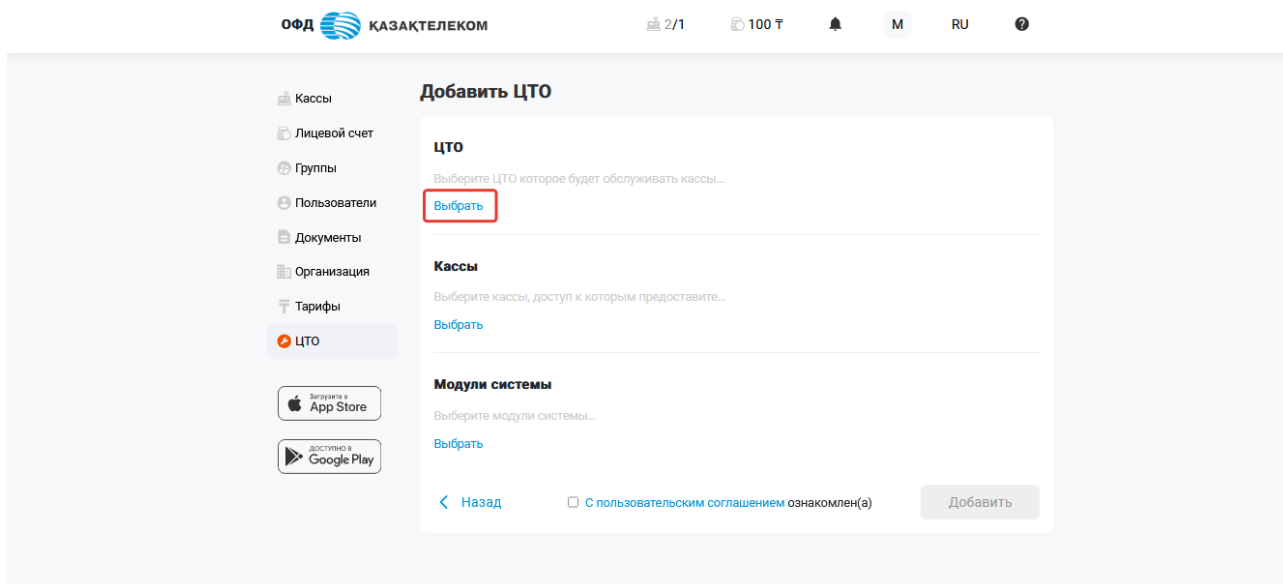 ОФД ҚАЗАҚТЕЛЕКОМ 2/1 100 ₸ M RU ?
Добавить ЦТО
Кассы
Лицевой счет
Группы
Пользователи
Документы
Организация
₸ Тарифы
ЦТО
Загрузите в
App Store
ДОСТУПНО В
Google Play
ЦТО
Выберите ЦТО которое будет обслуживать кассы...
Выбрать
Кассы
Выберите кассы, доступ к которым предоставите...
Выбрать
Модули системы
Выберите модули системы...
Выбрать
Назад С пользовательским соглашением ознакомлен(а) Добавить